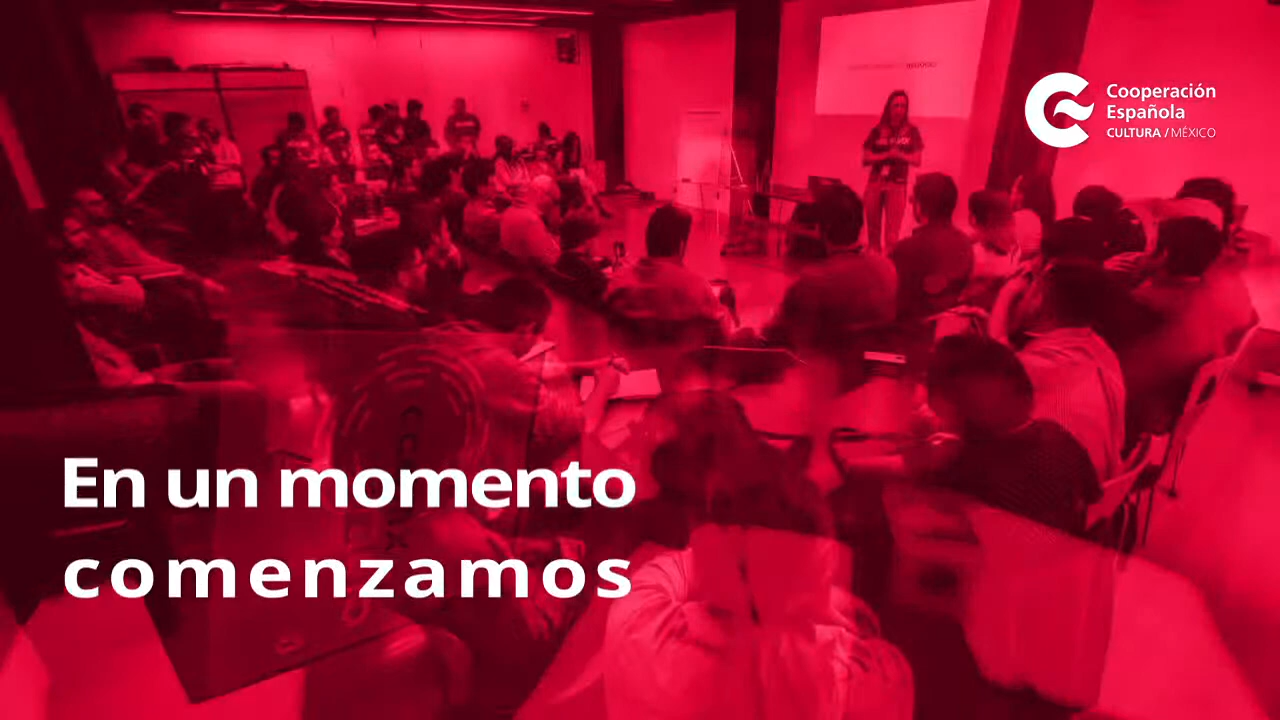 Cooperación
Española
CULTURA / MÉXICO
En un momento
comenzamos